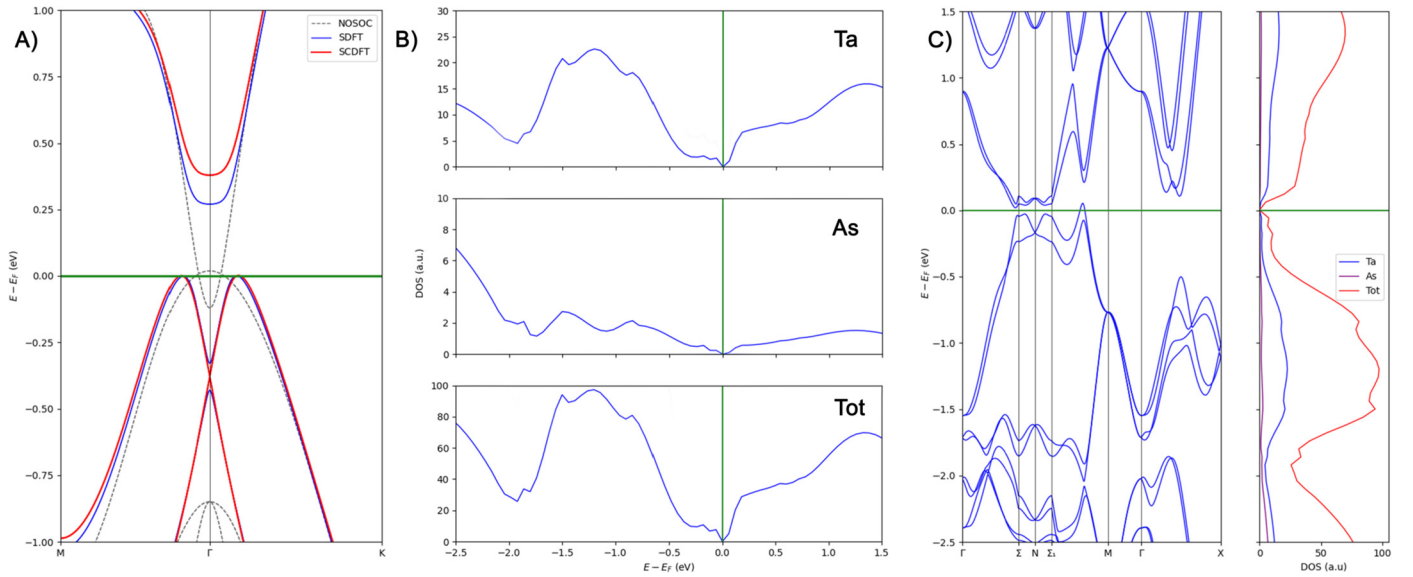 A)
1.00
0.75
0.50
0.25
0.00
−0.25
−0.50
−0.75
−1.00
E − E_F (eV)
M
Γ
K
NOSOC
SDFT
SCDFT
B)
Ta
30
25
20
15
10
5
0
As
10
8
6
4
2
0
DOS (a.u.)
Tot
100
80
60
40
20
0
−2.5
−2.0
−1.5
−1.0
−0.5
0.0
0.5
1.0
1.5
E − E_F (eV)
C)
1.5
1.0
0.5
0.0
−0.5
−1.0
−1.5
−2.0
−2.5
E − E_F (eV)
Γ
Σ
N
Σ₁
M
Γ
X
Ta
As
Tot
0
50
100
DOS (a.u)